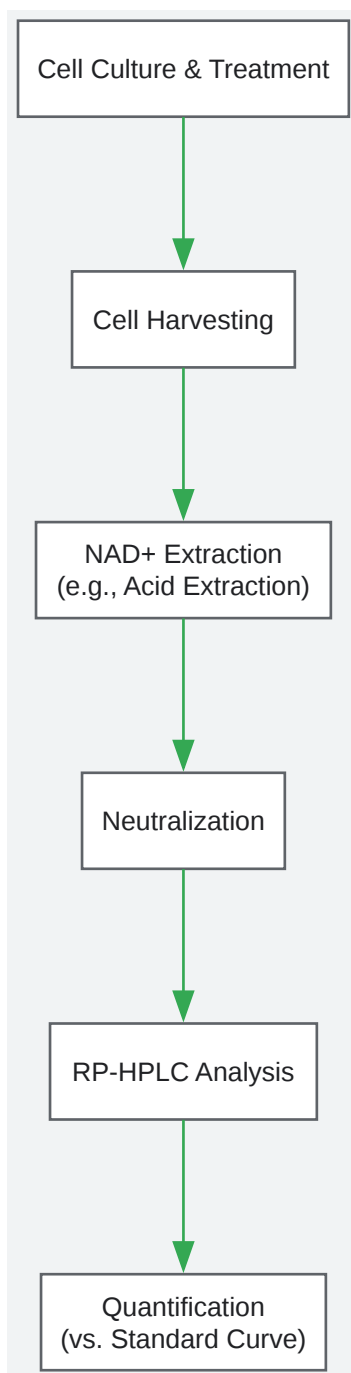 Cell Culture & Treatment
Cell Harvesting
NAD+ Extraction
(e.g., Acid Extraction)
Neutralization
RP-HPLC Analysis
Quantification
(vs. Standard Curve)